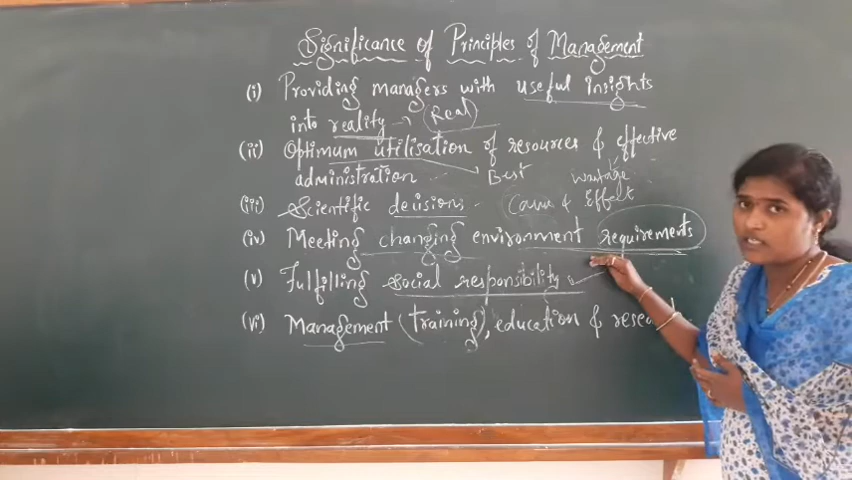 Significance of Principles of Management
(i) Providing managers with useful insights
into reality → (Real)
(ii) Optimum utilisation of resources & effective
administration Best wastage
(iii) Scientific decisions - Cause & Effect
(iv) Meeting changing environment requirements
(v) Fulfilling social responsibility
(vi) Management (training), education &